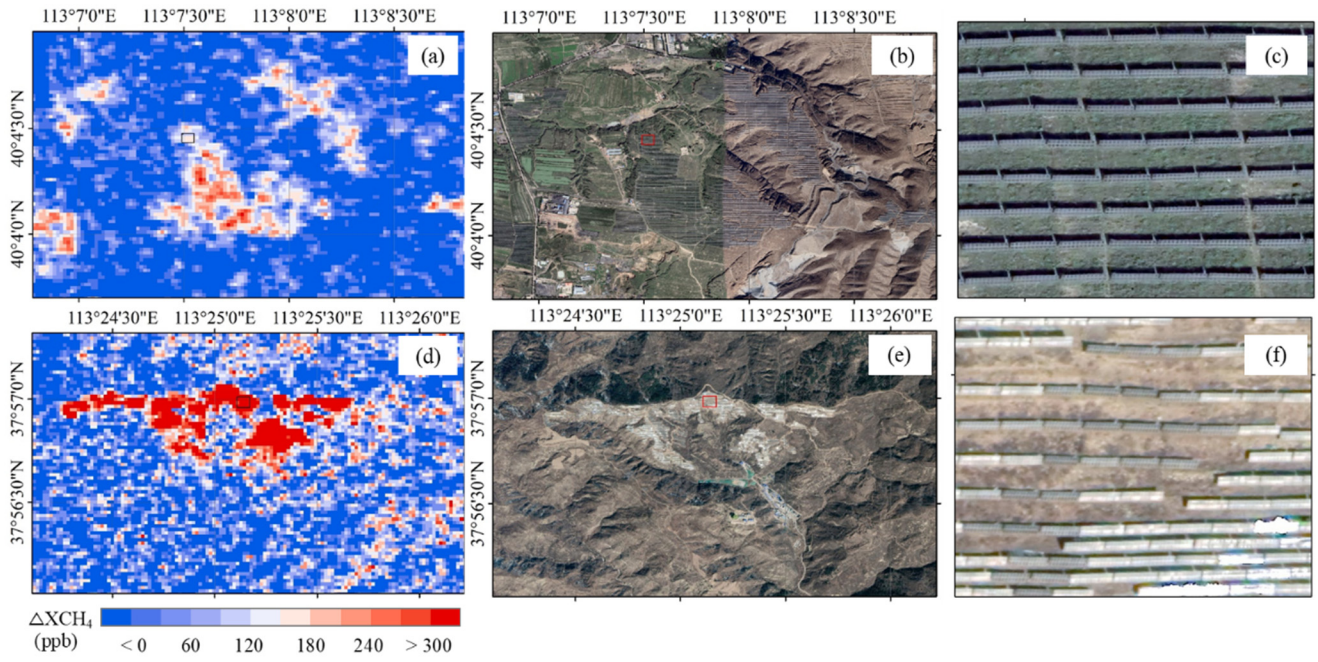 113°7'0"E 113°7'30"E 113°8'0"E 113°8'30"E
113°7'0"E 113°7'30"E 113°8'0"E 113°8'30"E
(a)
(b)
(c)
40°4'30"N
40°4'0"N
40°4'30"N
40°4'0"N
113°24'30"E 113°25'0"E 113°25'30"E 113°26'0"E
113°24'30"E 113°25'0"E 113°25'30"E 113°26'0"E
(d)
(e)
(f)
37°57'0"N
37°56'30"N
37°57'0"N
37°56'30"N
△XCH₄
(ppb)
< 0 60 120 180 240 > 300